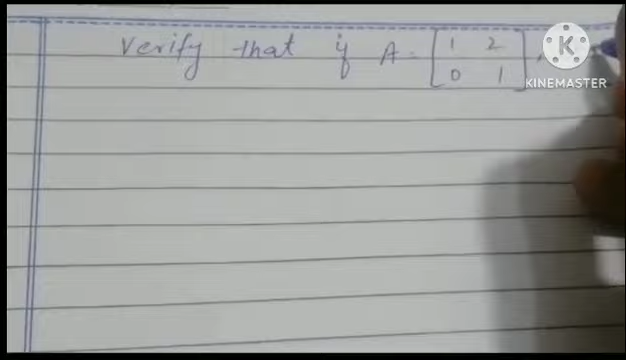 Verify that if A = [1 2
0 1],
KINEMASTER